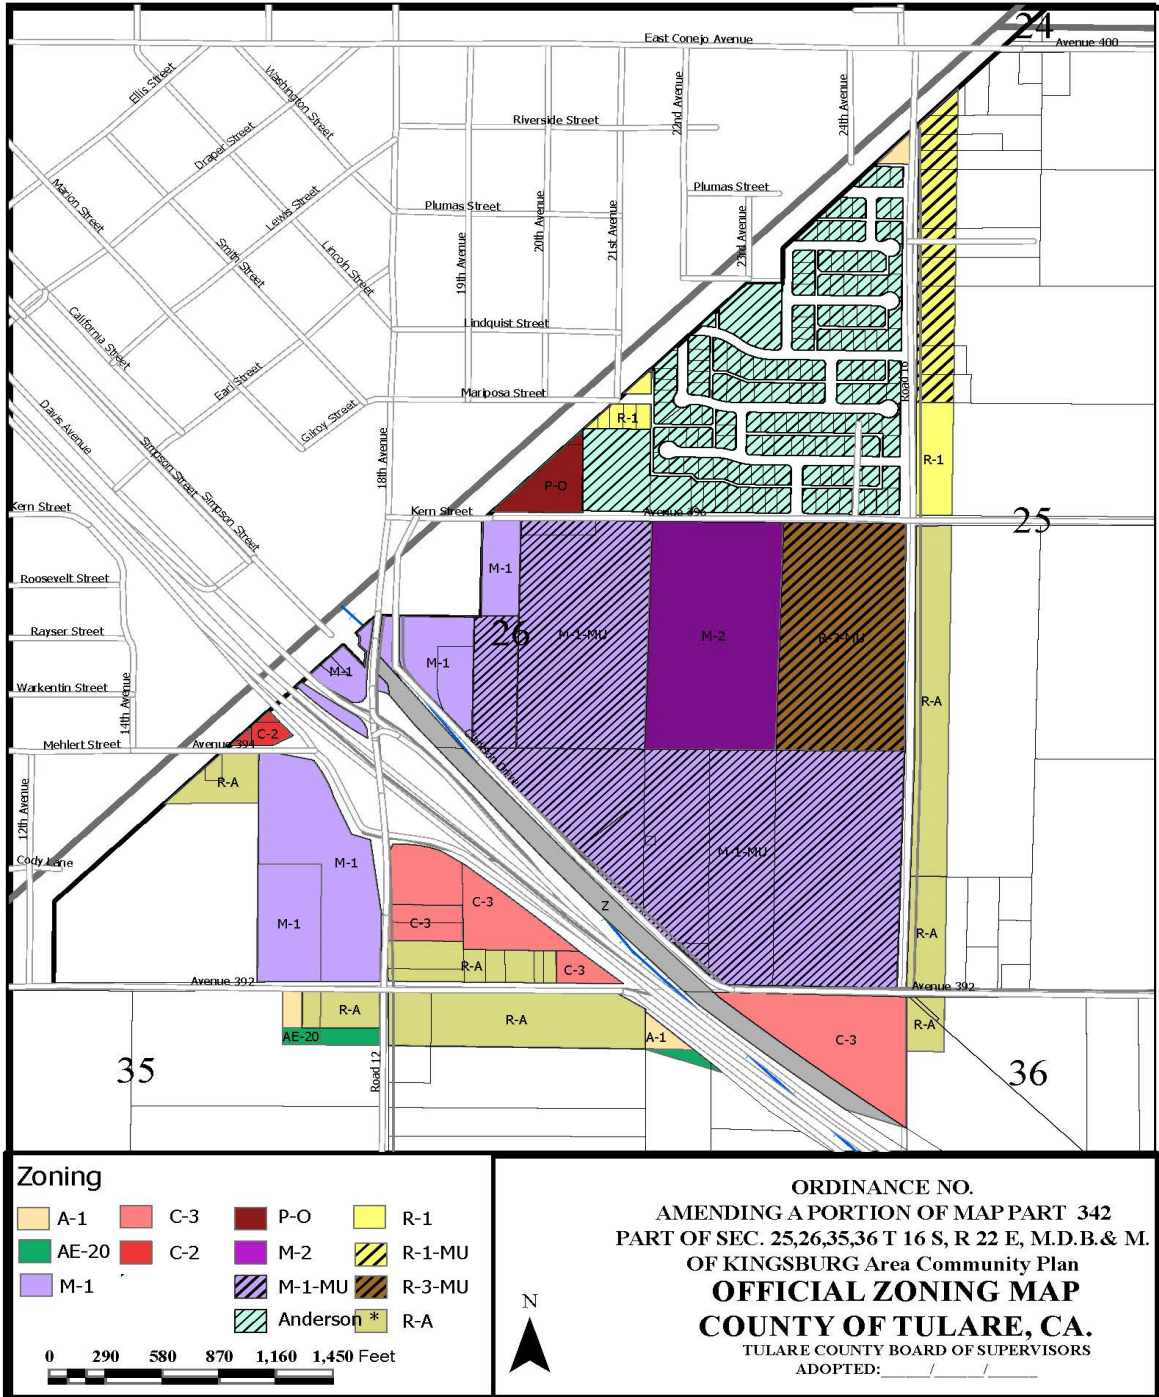 24
East Conejo Avenue
Avenue 400
Ellis Street
Washington Street
22nd Avenue
24th Avenue
Riverside Street
Draper Street
Marion Street
Lewis Street
Plumas Street
Plumas Street
20th Avenue
21st Avenue
23rd Avenue
19th Avenue
Smith Street
Lincoln Street
California Street
Lindquist Street
Earl Street
Road 16
Mariposa Street
Gilroy Street
Davis Avenue
R-1
Simpson Street
18th Avenue
R-1
P-O
Simpson Street
Kern Street
Kern Street
Avenue 396
25
M-1
Roosevelt Street
Rayser Street
26
M-1-MU
M-2
R-3-MU
M-1
M-1
Warkentin Street
14th Avenue
R-A
C-2
Mehlert Street
Avenue 394
Clarkson Drive
R-A
12th Avenue
Cody Lane
M-1
M-1-MU
C-3
Z
M-1
C-3
R-A
R-A
C-3
Avenue 392
Avenue 392
R-A
R-A
R-A
AE-20
A-1
C-3
35
Road 12
36
Zoning
A-1
C-3
P-O
R-1
AE-20
C-2
M-2
R-1-MU
M-1
M-1-MU
R-3-MU
Anderson *
R-A
0 290 580 870 1,160 1,450 Feet
N
ORDINANCE NO.
AMENDING A PORTION OF MAP PART 342
PART OF SEC. 25,26,35,36 T 16 S, R 22 E, M.D.B.& M.
OF KINGSBURG Area Community Plan
OFFICIAL ZONING MAP
COUNTY OF TULARE, CA.
TULARE COUNTY BOARD OF SUPERVISORS
ADOPTED:_____/_____/_____